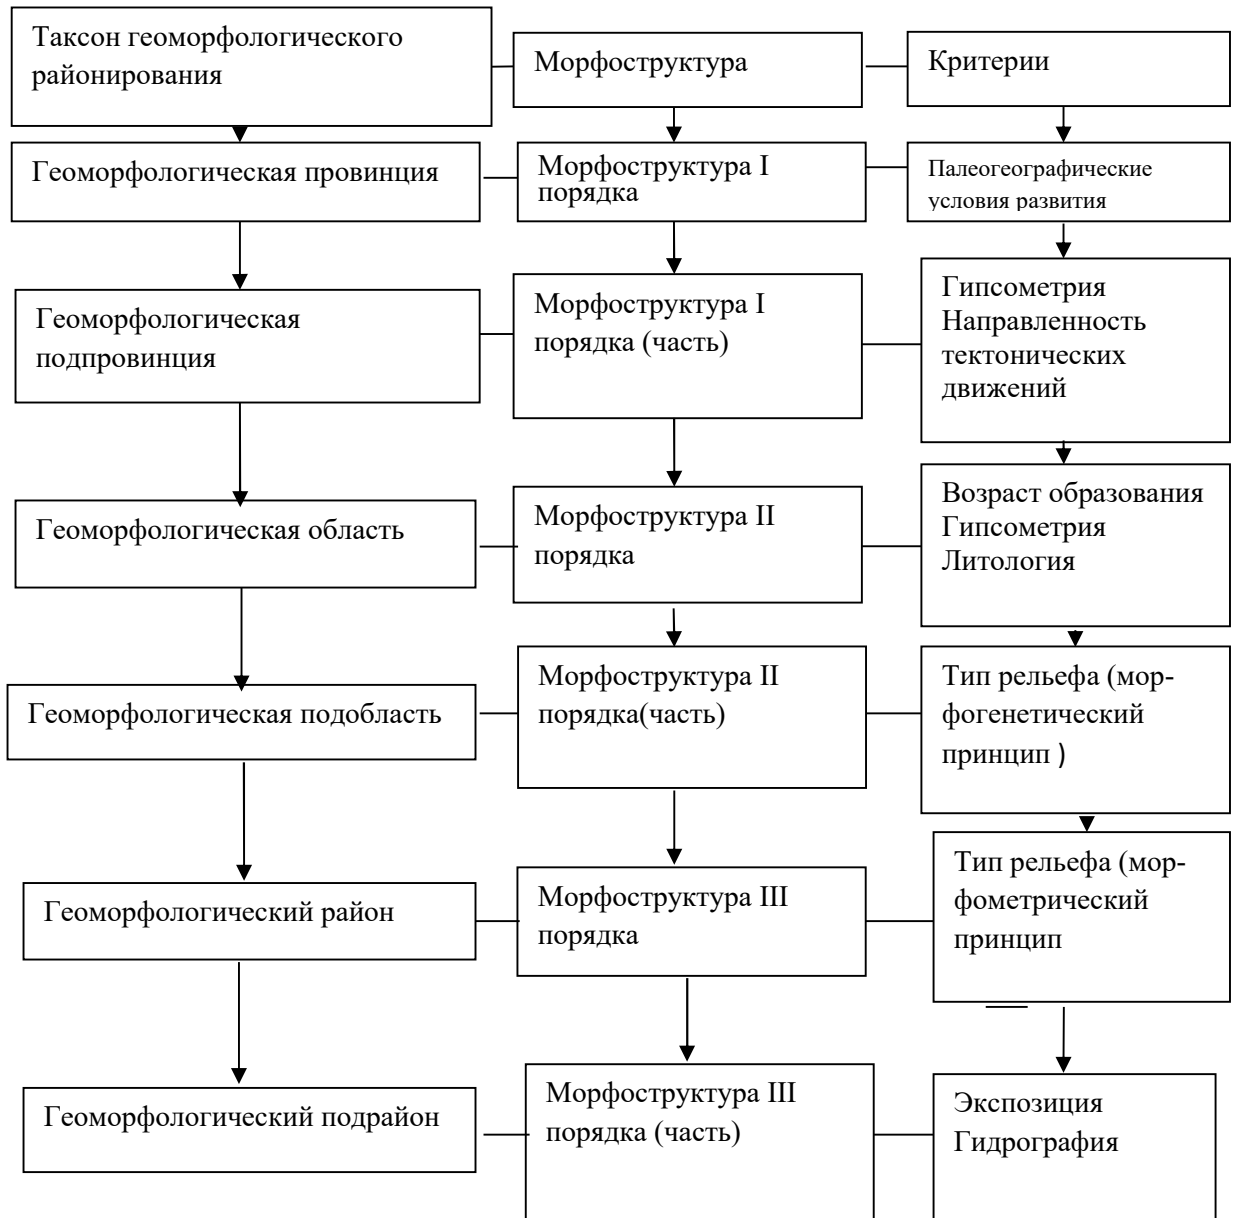 Таксон геоморфологического
районирования
Морфоструктура
Критерии
Геоморфологическая провинция
Морфоструктура I
порядка
Палеогеографические
условия развития
Геоморфологическая
подпровинция
Морфоструктура I
порядка (часть)
Гипсометрия
Направленность
тектонических
движений
Геоморфологическая область
Морфоструктура II
порядка
Возраст образования
Гипсометрия
Литология
Геоморфологическая подобласть
Морфоструктура II
порядка(часть)
Тип рельефа (мор-
фогенетический
принцип )
Геоморфологический район
Морфоструктура III
порядка
Тип рельефа (мор-
фометрический
принцип
Геоморфологический подрайон
Морфоструктура III
порядка (часть)
Экспозиция
Гидрография